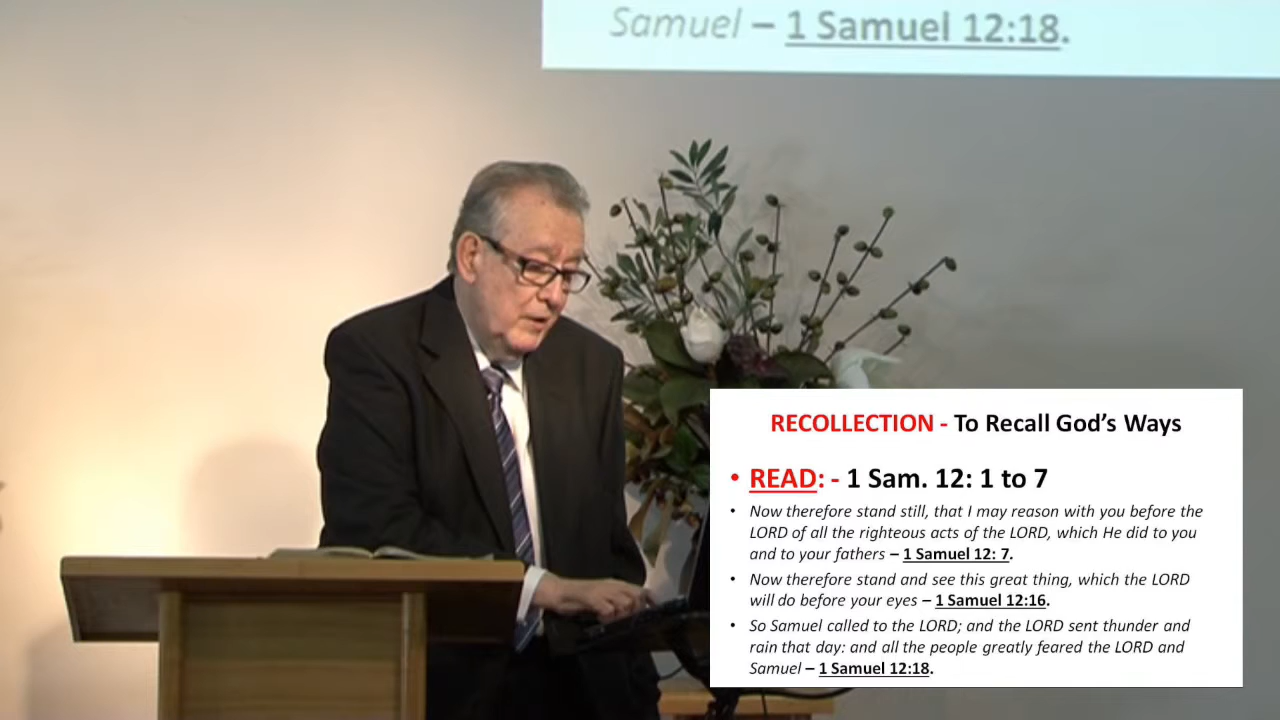 Samuel – 1 Samuel 12:18.
RECOLLECTION - To Recall God's Ways
• READ: - 1 Sam. 12: 1 to 7
• Now therefore stand still, that I may reason with you before the
LORD of all the righteous acts of the LORD, which He did to you
and to your fathers – 1 Samuel 12: 7.
• Now therefore stand and see this great thing, which the LORD
will do before your eyes – 1 Samuel 12:16.
• So Samuel called to the LORD; and the LORD sent thunder and
rain that day: and all the people greatly feared the LORD and
Samuel – 1 Samuel 12:18.